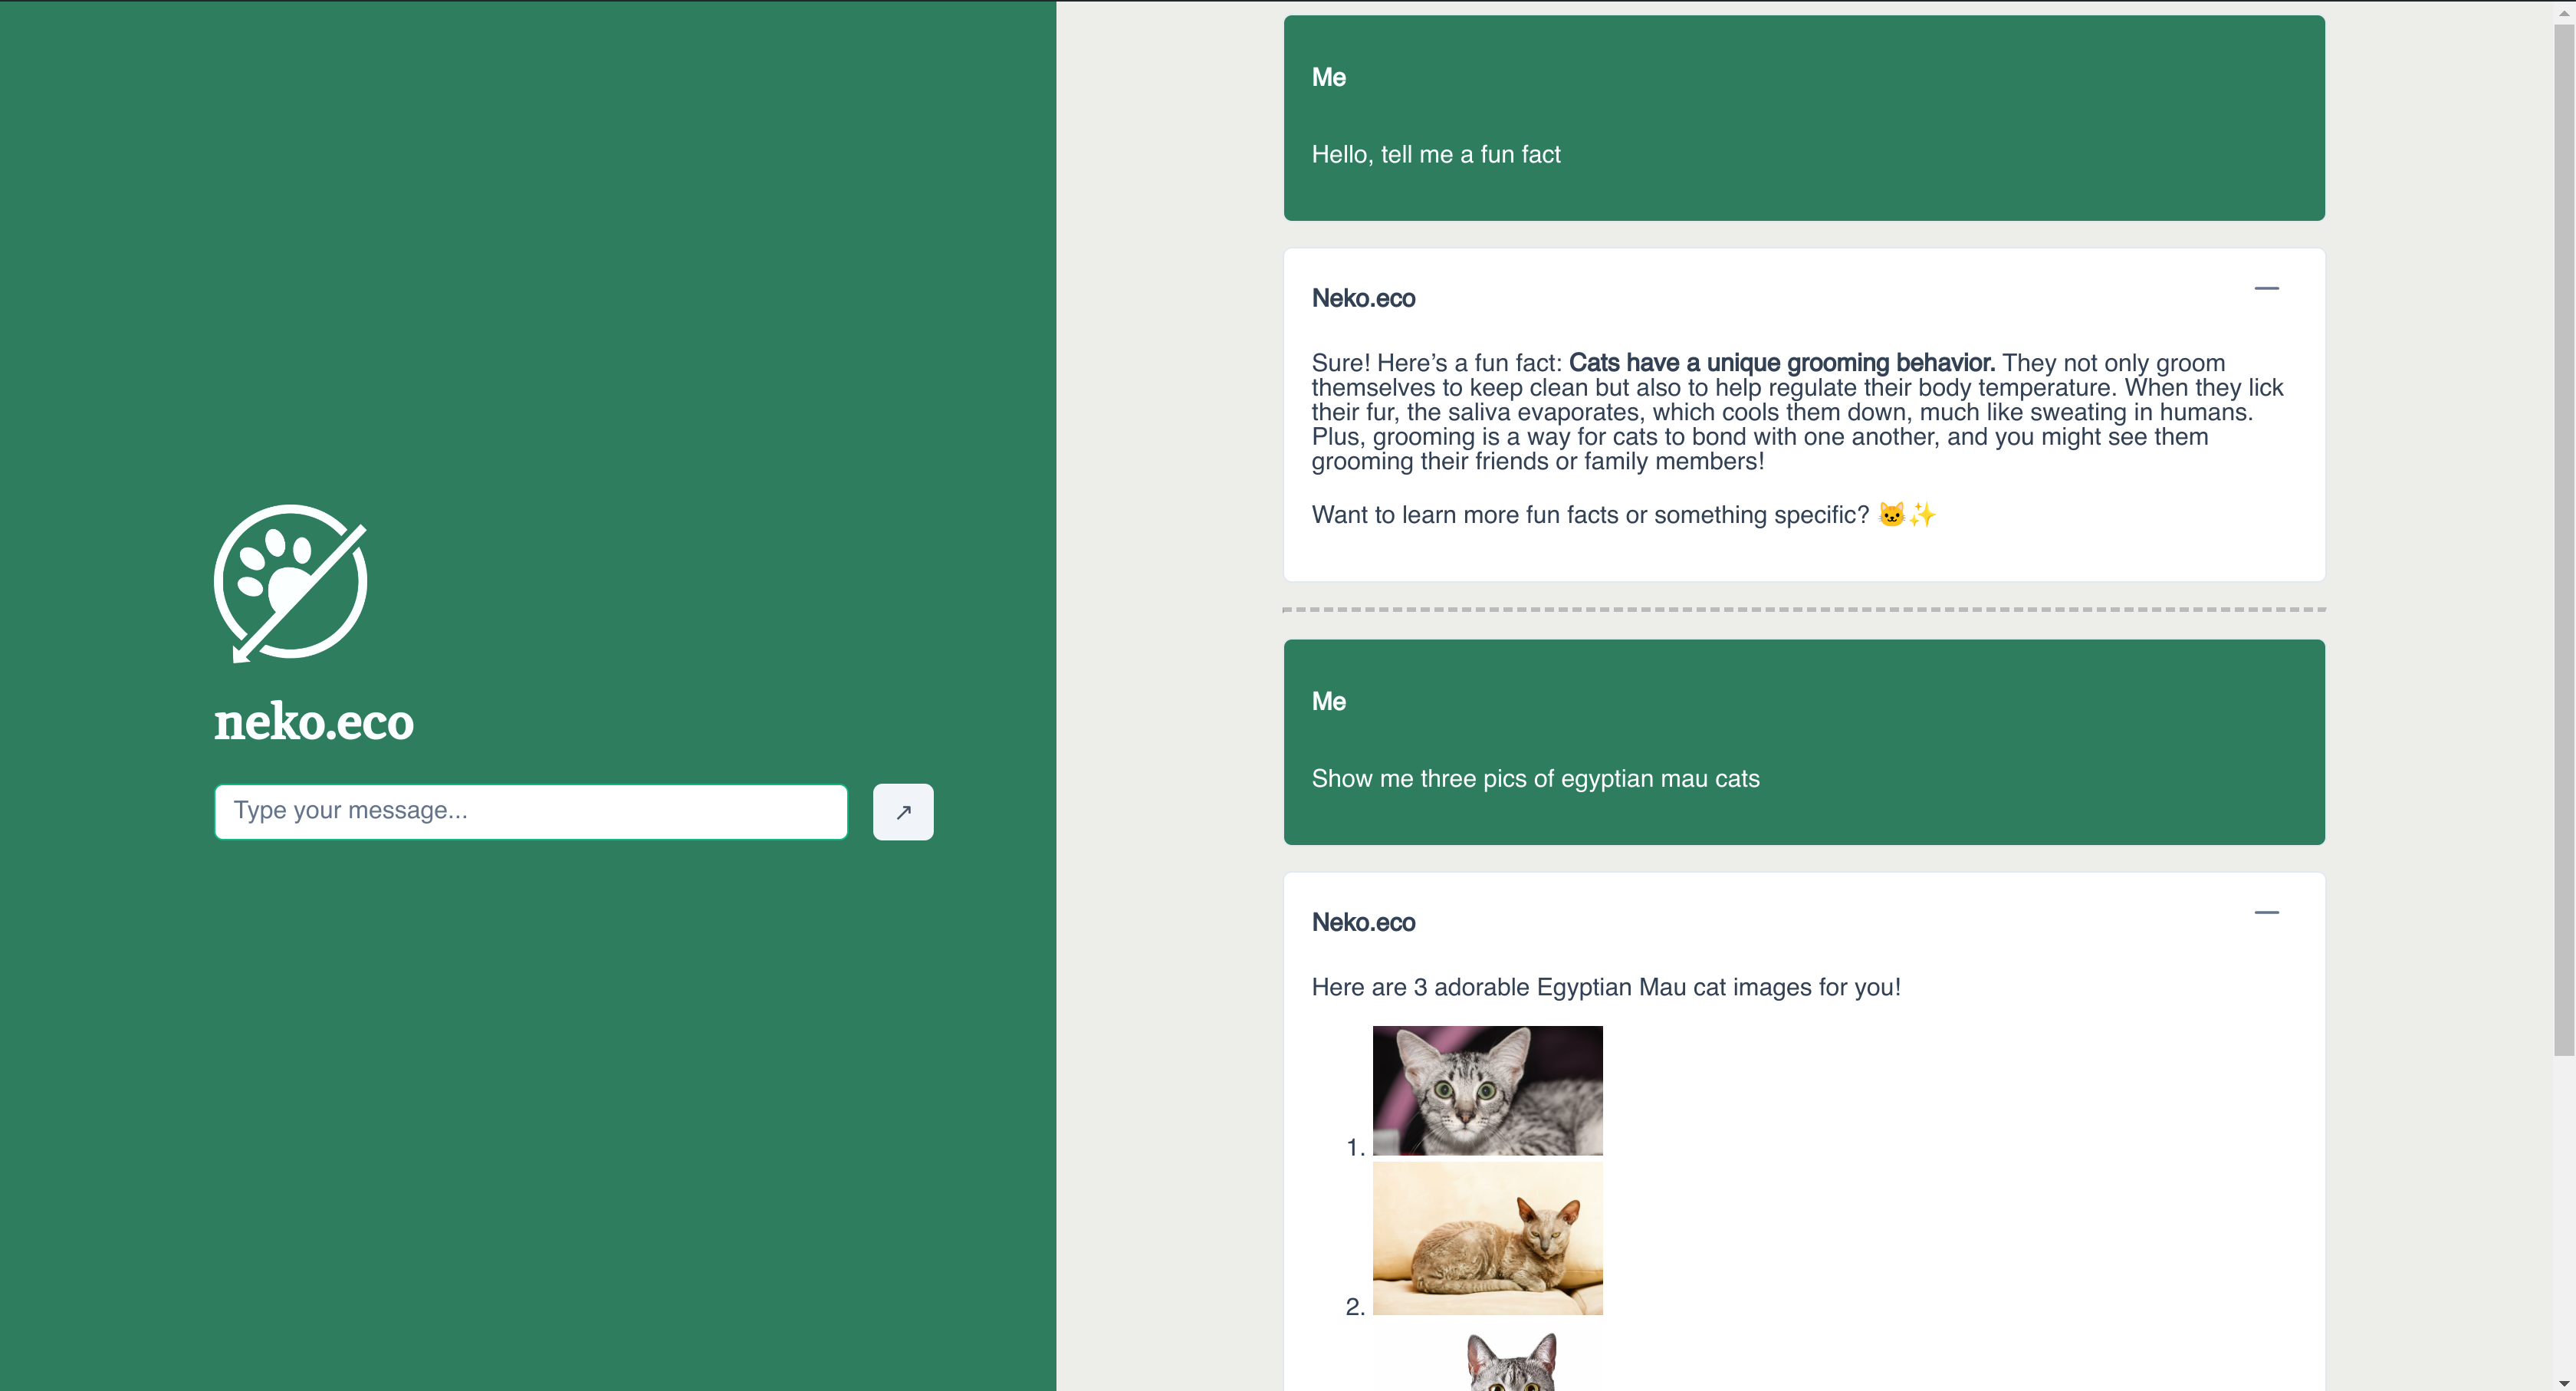 neko.eco
Type your message...
Me
Hello, tell me a fun fact
Neko.eco
Sure! Here’s a fun fact: Cats have a unique grooming behavior. They not only groom
themselves to keep clean but also to help regulate their body temperature. When they lick
their fur, the saliva evaporates, which cools them down, much like sweating in humans.
Plus, grooming is a way for cats to bond with one another, and you might see them
grooming their friends or family members!
Want to learn more fun facts or something specific? 🐱✨
Me
Show me three pics of egyptian mau cats
Neko.eco
Here are 3 adorable Egyptian Mau cat images for you!
1.
2.